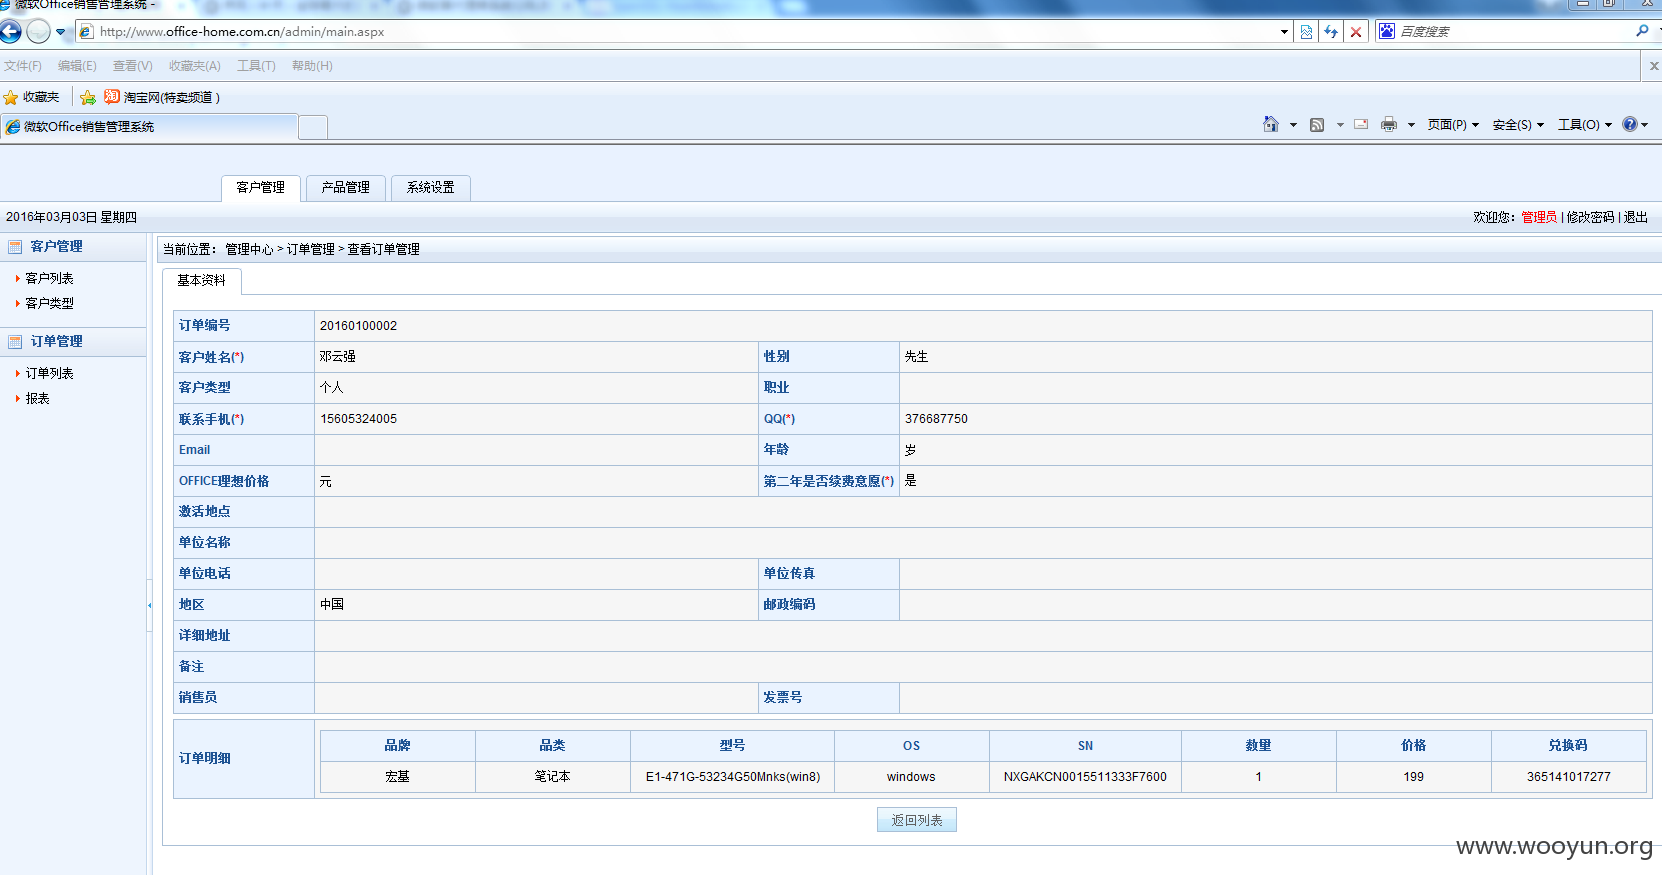 微软Office销售管理系统 -
http://www.office-home.com.cn/admin/main.aspx
百度搜索
文件(F) 编辑(E) 查看(V) 收藏夹(A) 工具(T) 帮助(H)
收藏夹 淘宝网(特卖频道)
微软Office销售管理系统
页面(P) 安全(S) 工具(O)
客户管理 产品管理 系统设置
2016年03月03日 星期四
欢迎您: 管理员 | 修改密码 | 退出
客户管理
客户列表
客户类型
订单管理
订单列表
报表
当前位置: 管理中心 > 订单管理 > 查看订单管理
基本资料
订单编号 20160100002
客户姓名(*) 邓云强 性别 先生
客户类型 个人 职业
联系手机(*) 15605324005 QQ(*) 376687750
Email 年龄 岁
OFFICE理想价格 元 第二年是否续费意愿(*) 是
激活地点
单位名称
单位电话 单位传真
地区 中国 邮政编码
详细地址
备注
销售员 发票号
订单明细
品牌 品类 型号 OS SN 数量 价格 兑换码
宏基 笔记本 E1-471G-53234G50Mnks(win8) windows NXGAKCN0015511333F7600 1 199 365141017277
返回列表
www.wooyun.org